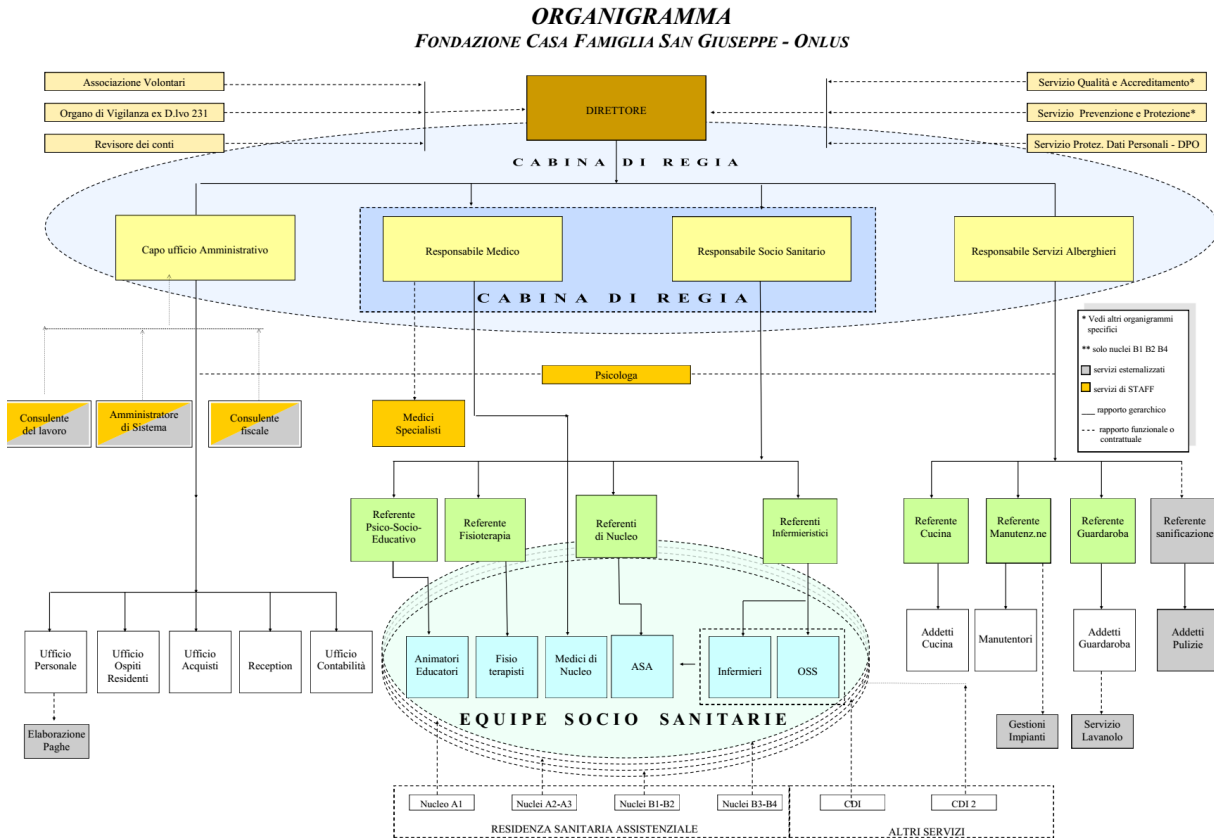 ORGANIGRAMMA
FONDAZIONE CASA FAMIGLIA SAN GIUSEPPE - ONLUS
Associazione Volontari
Organo di Vigilanza ex D.lvo 231
Revisore dei conti
DIRETTORE
Servizio Qualità e Accreditamento*
Servizio Prevenzione e Protezione*
Servizio Protez. Dati Personali - DPO
CABINA DI REGIA
Capo ufficio Amministrativo
Responsabile Medico
Responsabile Socio Sanitario
Responsabile Servizi Alberghieri
CABINA DI REGIA
* Vedi altri organigrammi
specifici
** solo nuclei B1 B2 B4
servizi esternalizzati
servizi di STAFF
rapporto gerarchico
rapporto funzionale o
contrattuale
Psicologa
Consulente
del lavoro
Amministratore
di Sistema
Consulente
fiscale
Medici
Specialisti
Referente
Psico-Socio-
Educativo
Referente
Fisioterapia
Referenti
di Nucleo
Referenti
Infermieristici
Referente
Cucina
Referente
Manutenz.ne
Referente
Guardaroba
Referente
sanificazione
Ufficio
Personale
Ufficio
Ospiti
Residenti
Ufficio
Acquisti
Reception
Ufficio
Contabilità
Animatori
Educatori
Fisio
terapisti
Medici di
Nucleo
ASA
Infermieri
OSS
Addetti
Cucina
Manutentori
Addetti
Guardaroba
Addetti
Pulizie
EQUIPE SOCIO SANITARIE
Elaborazione
Paghe
Gestioni
Impianti
Servizio
Lavanolo
Nucleo A1
Nuclei A2-A3
Nuclei B1-B2
Nuclei B3-B4
CDI
CDI 2
RESIDENZA SANITARIA ASSISTENZIALE
ALTRI SERVIZI